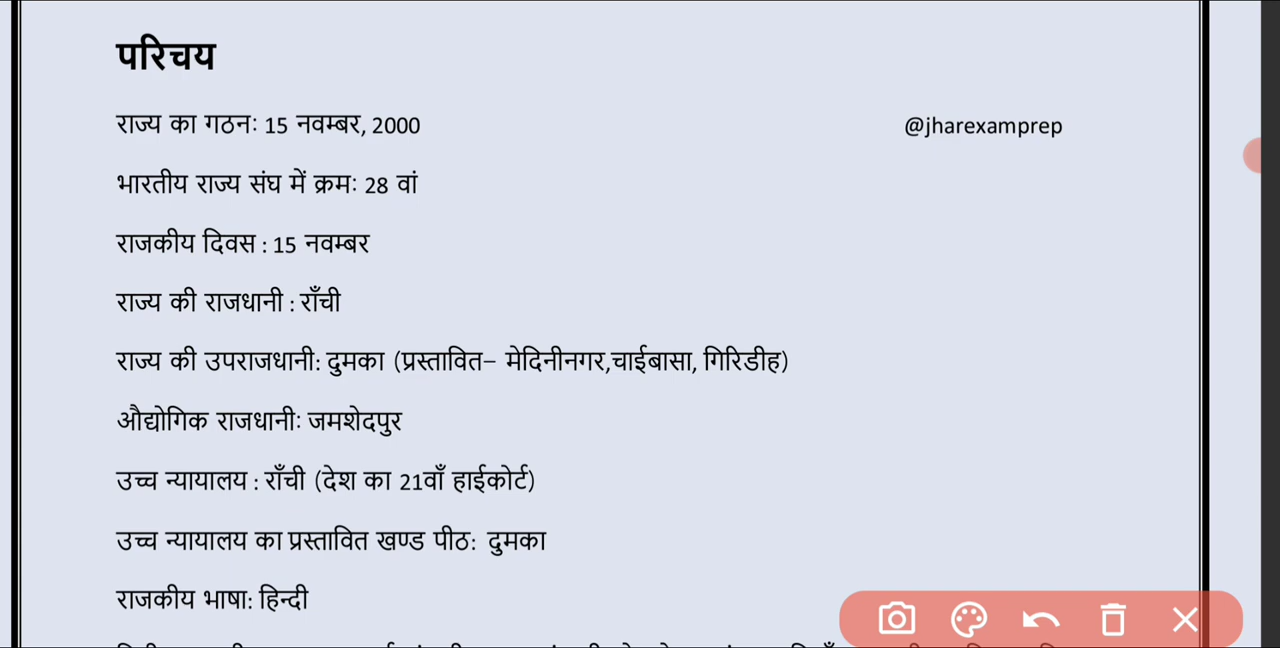 परिचय
राज्य का गठन: 15 नवम्बर, 2000 @jharexamprep
भारतीय राज्य संघ में क्रम: 28 वां
राजकीय दिवस : 15 नवम्बर
राज्य की राजधानी : राँची
राज्य की उपराजधानी: दुमका (प्रस्तावित– मेदिनीनगर,चाईबासा, गिरिडीह)
औद्योगिक राजधानी: जमशेदपुर
उच्च न्यायालय : राँची (देश का 21वाँ हाईकोर्ट)
उच्च न्यायालय का प्रस्तावित खण्ड पीठ: दुमका
राजकीय भाषा: हिन्दी